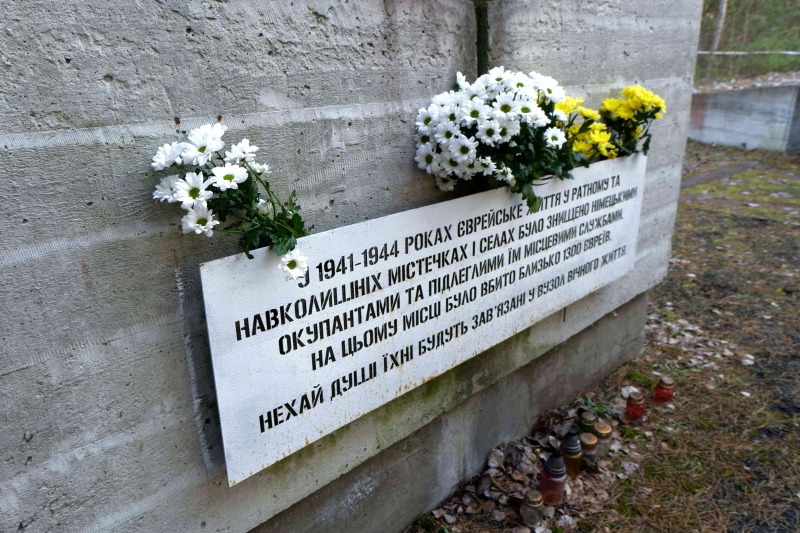 У 1941-1944 РОКАХ ЄВРЕЙСЬКЕ ЖИТТЯ У РАТНОМУ ТА
НАВКОЛИШНІХ МІСТЕЧКАХ І СЕЛАХ БУЛО ЗНИЩЕНО НІМЕЦЬКИМИ
ОКУПАНТАМИ ТА ПІДЛЕГЛИМИ ЇМ МІСЦЕВИМИ СЛУЖБАМИ.
НА ЦЬОМУ МІСЦІ БУЛО ВБИТО БЛИЗЬКО 1300 ЄВРЕЇВ.
НЕХАЙ ДУШІ ЇХНІ БУДУТЬ ЗАВ'ЯЗАНІ У ВУЗОЛ ВІЧНОГО ЖИТТЯ.